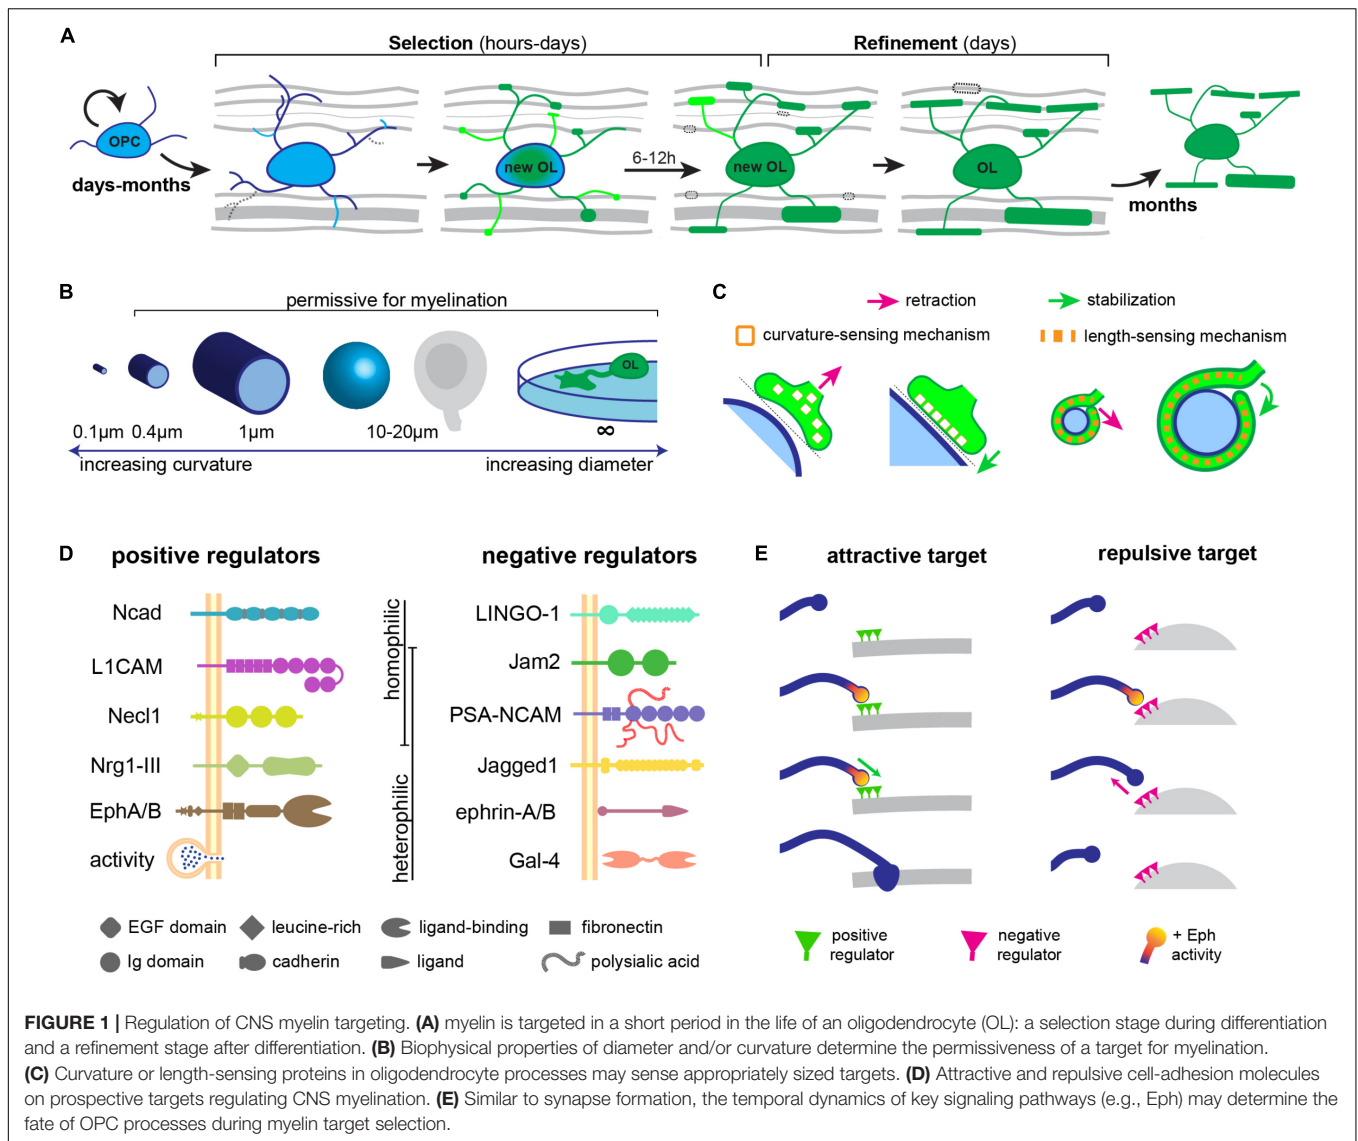 A
Selection (hours-days)
Refinement (days)
OPC
days-months
new OL
6-12h
new OL
OL
months
B
permissive for myelination
OL
0.1μm 0.4μm 1μm 10-20μm ∞
increasing curvature
increasing diameter
C
retraction
stabilization
curvature-sensing mechanism
length-sensing mechanism
D
positive regulators
negative regulators
Ncad
L1CAM
Necl1
Nrg1-III
EphA/B
activity
homophilic
heterophilic
LINGO-1
Jam2
PSA-NCAM
Jagged1
ephrin-A/B
Gal-4
EGF domain
leucine-rich
ligand-binding
fibronectin
Ig domain
cadherin
ligand
polysialic acid
E
attractive target
repulsive target
positive
regulator
negative
regulator
+ Eph
activity
FIGURE 1 | Regulation of CNS myelin targeting. (A) myelin is targeted in a short period in the life of an oligodendrocyte (OL): a selection stage during differentiation
and a refinement stage after differentiation. (B) Biophysical properties of diameter and/or curvature determine the permissiveness of a target for myelination.
(C) Curvature or length-sensing proteins in oligodendrocyte processes may sense appropriately sized targets. (D) Attractive and repulsive cell-adhesion molecules
on prospective targets regulating CNS myelination. (E) Similar to synapse formation, the temporal dynamics of key signaling pathways (e.g., Eph) may determine the
fate of OPC processes during myelin target selection.